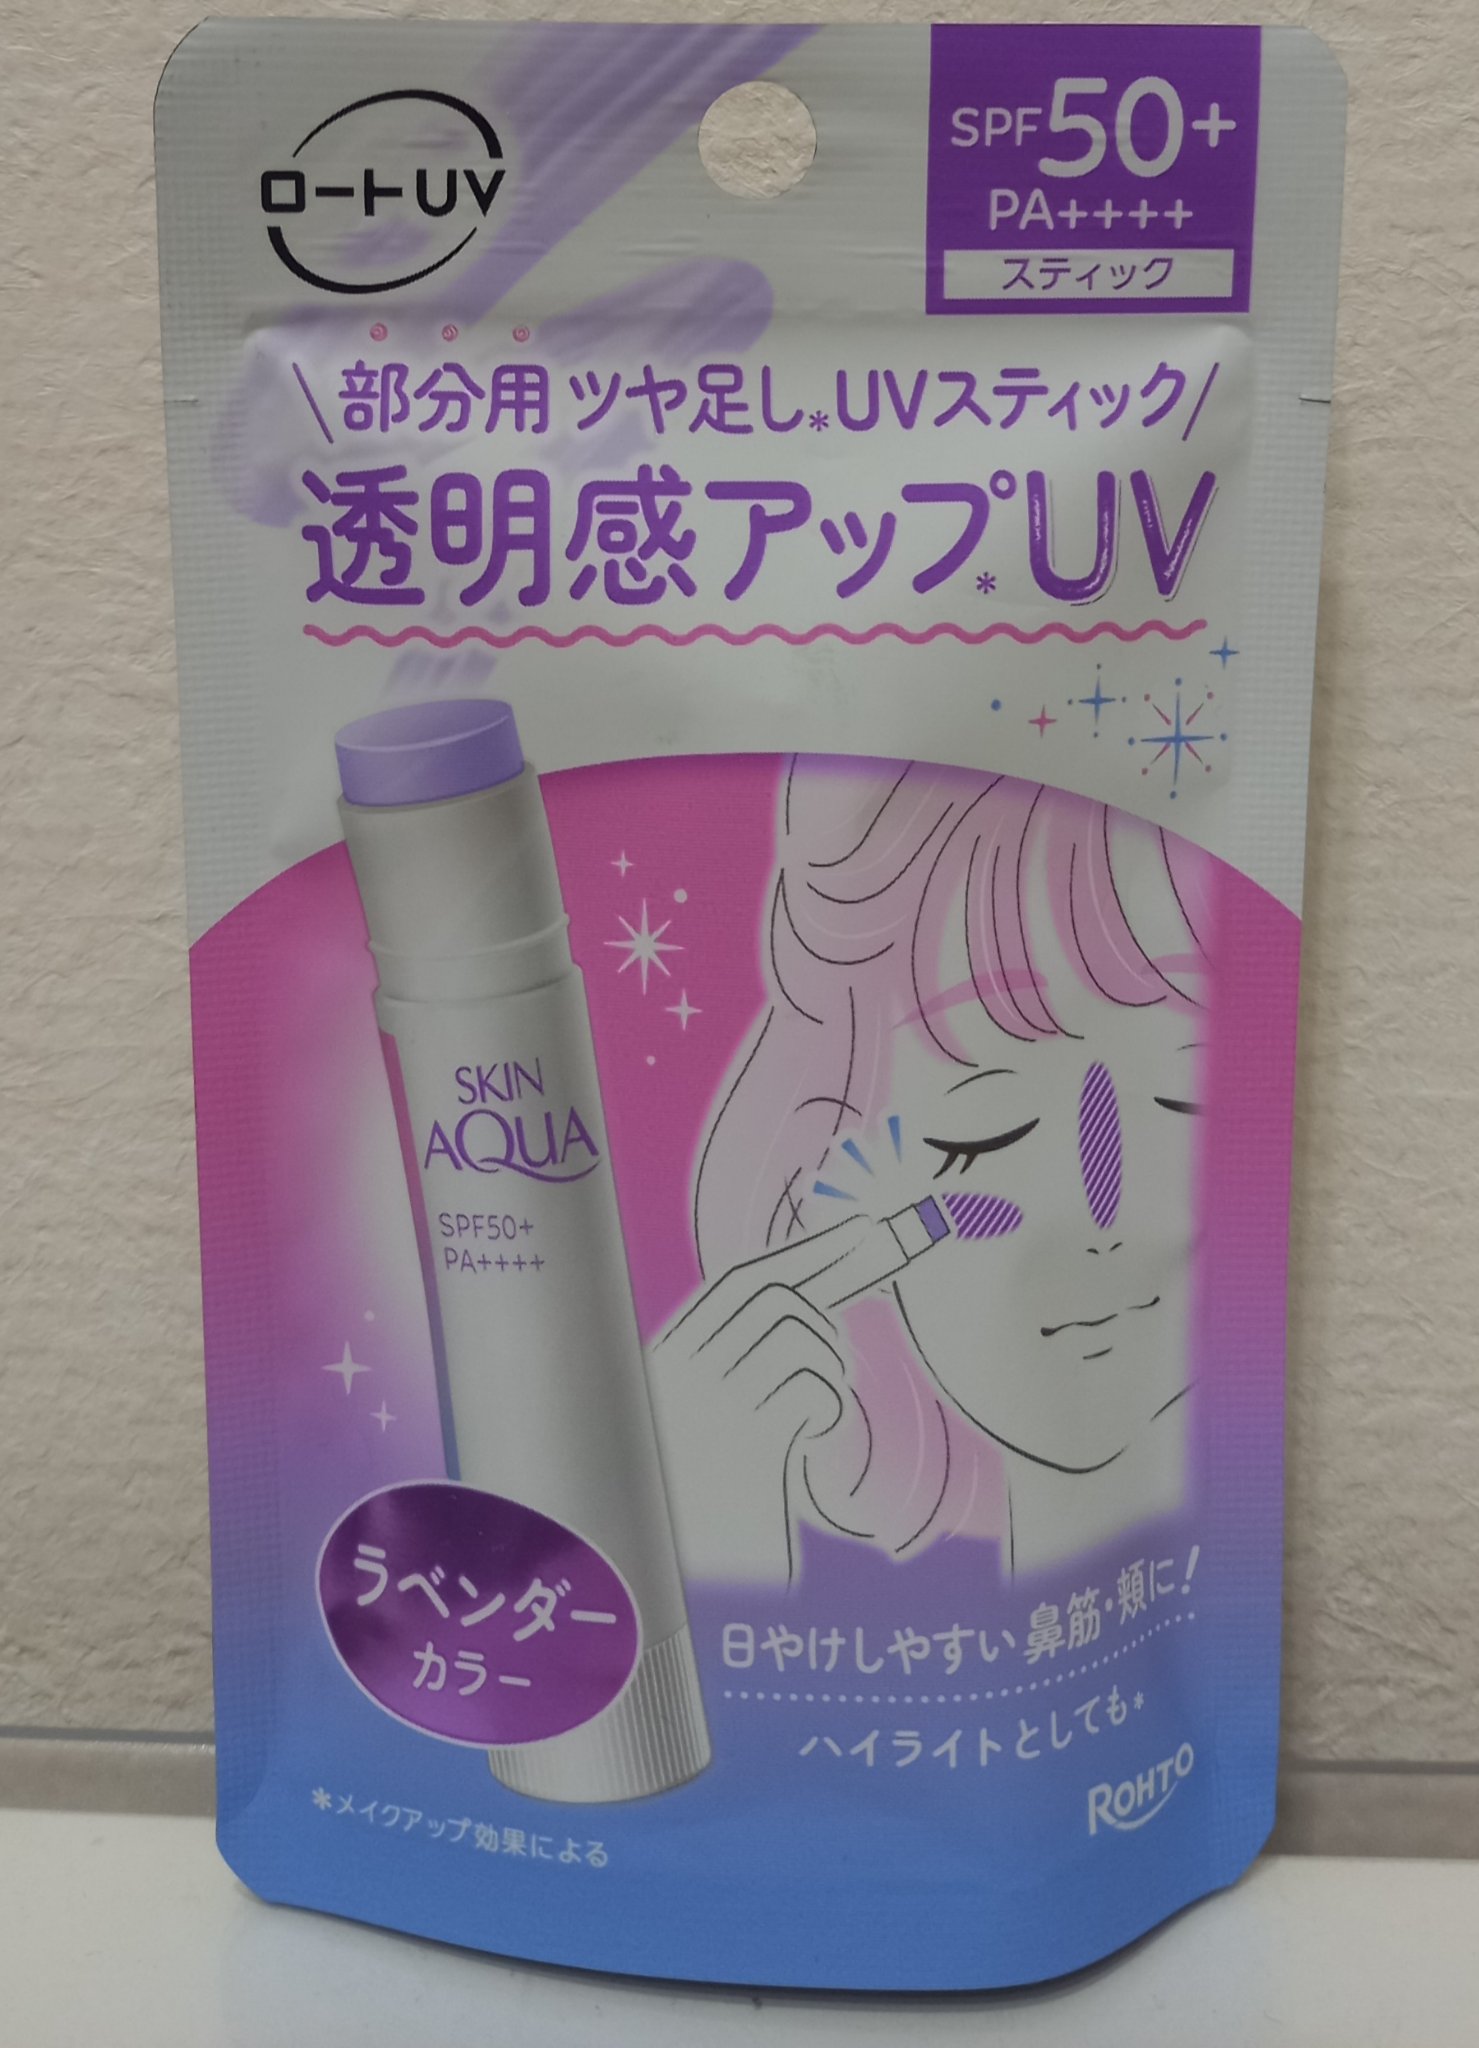 ロートUV
SPF50+
PA++++
スティック
\部分用 ツヤ足し*UVスティック/
透明感アップ*UV
SKIN
AQUA
SPF50+
PA++++
ラベンダー
カラー
日やけしやすい 鼻筋・頬に!
ハイライトとしても*
ROHTO
*メイクアップ効果による